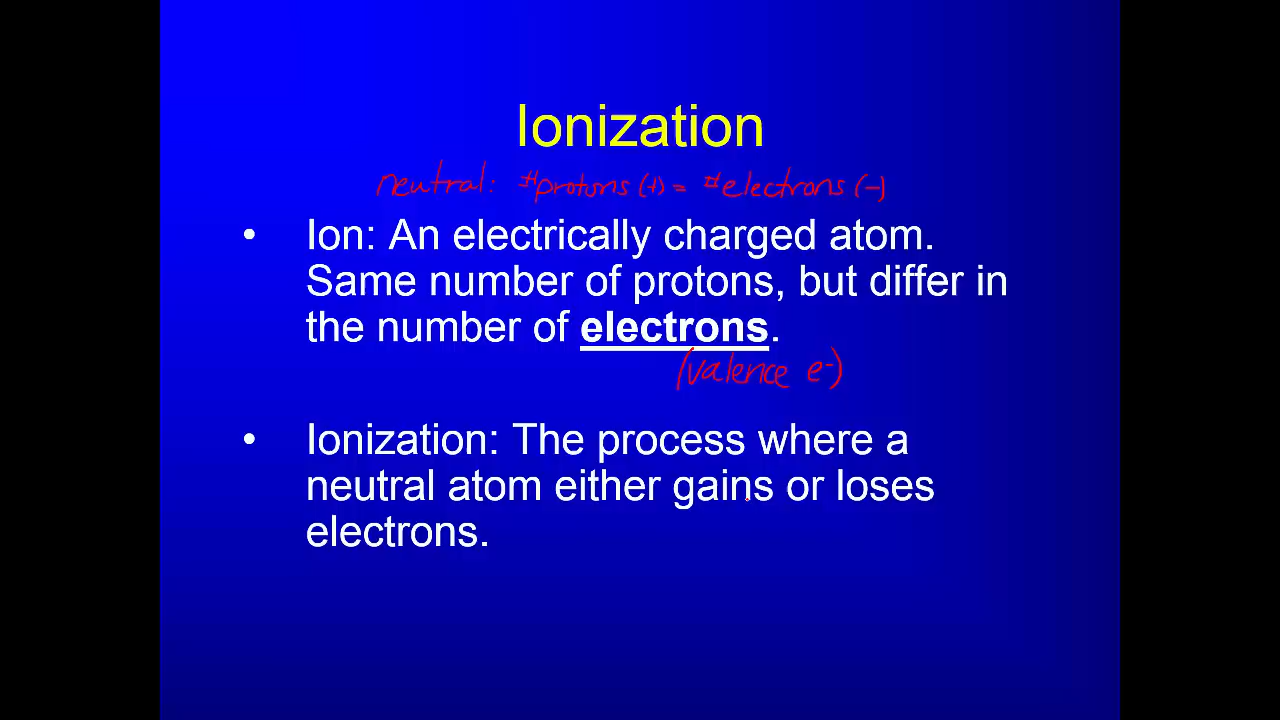 Ionization
neutral: #protons (+) = #electrons (-)
• Ion: An electrically charged atom.
Same number of protons, but differ in
the number of electrons.
(valence e-)
• Ionization: The process where a
neutral atom either gains or loses
electrons.